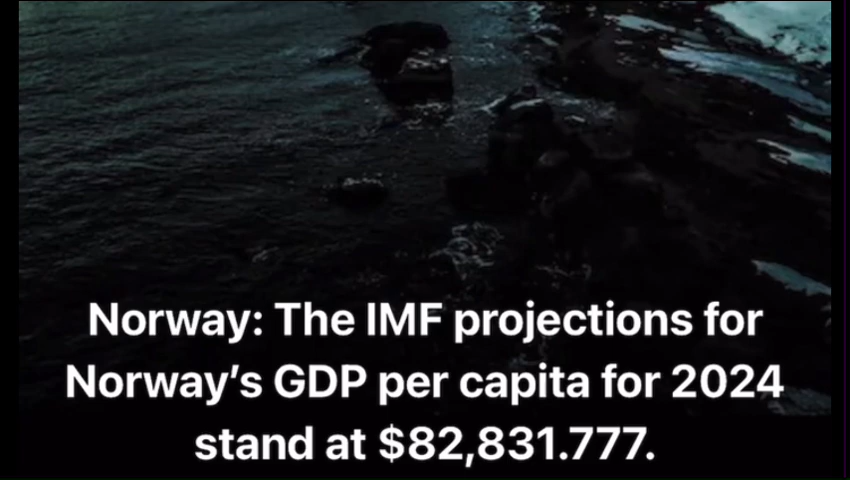 Norway: The IMF projections for
Norway’s GDP per capita for 2024
stand at $82,831.777.